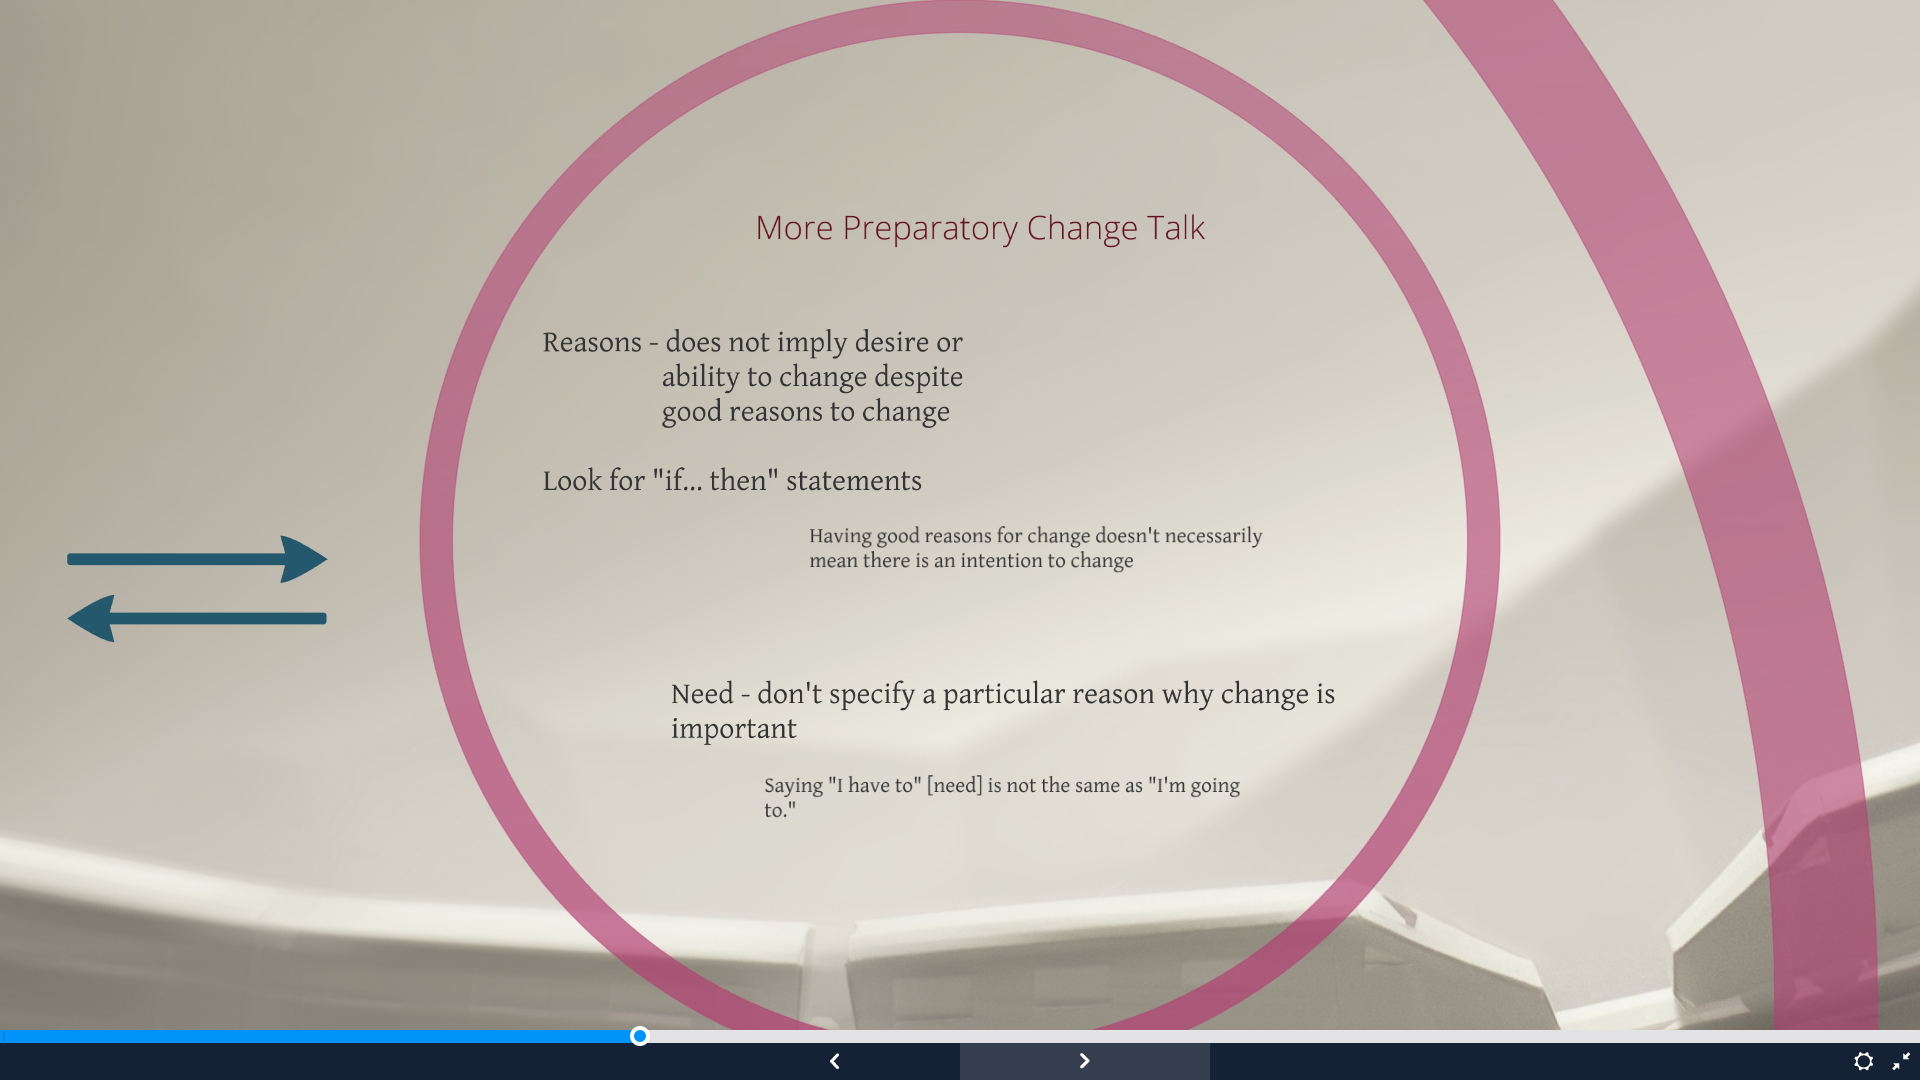 More Preparatory Change Talk
Reasons - does not imply desire or
ability to change despite
good reasons to change
Look for "if... then" statements
Having good reasons for change doesn't necessarily
mean there is an intention to change
Need - don't specify a particular reason why change is
important
Saying "I have to" [need] is not the same as "I'm going
to."